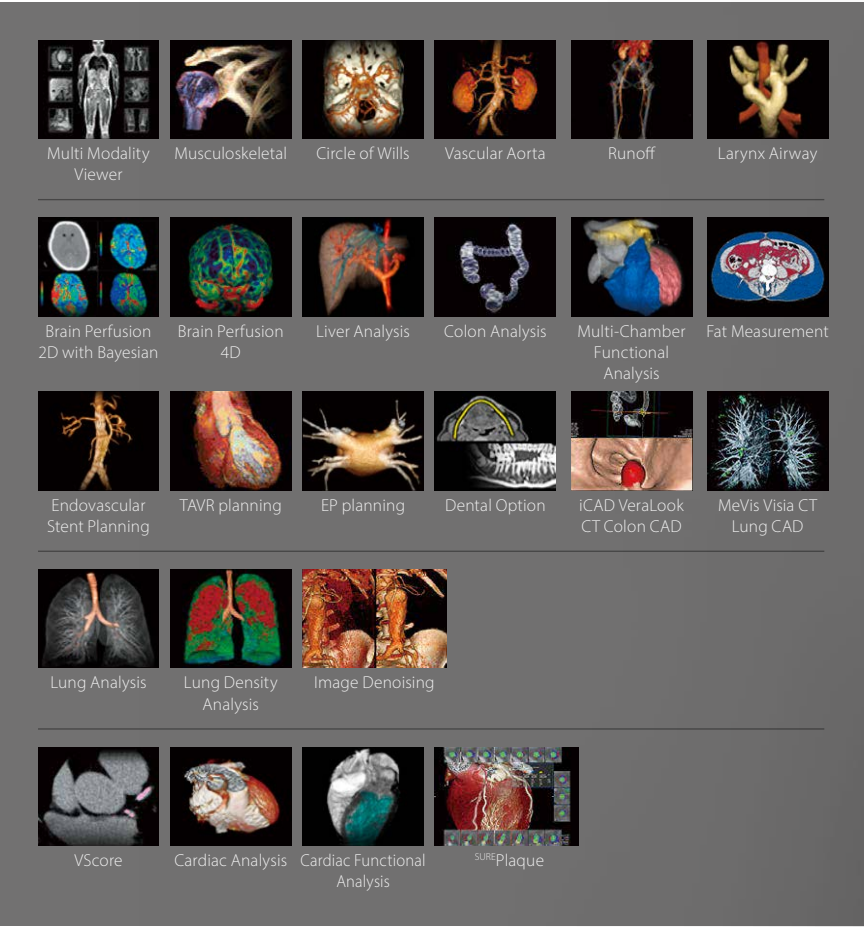 Multi Modality
Viewer
Musculoskeletal
Circle of Wills
Vascular Aorta
Runoff
Larynx Airway
Brain Perfusion
2D with Bayesian
Brain Perfusion
4D
Liver Analysis
Colon Analysis
Multi-Chamber
Functional
Analysis
Fat Measurement
Endovascular
Stent Planning
TAVR planning
EP planning
Dental Option
iCAD VeraLook
CT Colon CAD
MeVis Visia CT
Lung CAD
Lung Analysis
Lung Density
Analysis
Image Denoising
VScore
Cardiac Analysis
Cardiac Functional
Analysis
SUREPlaque